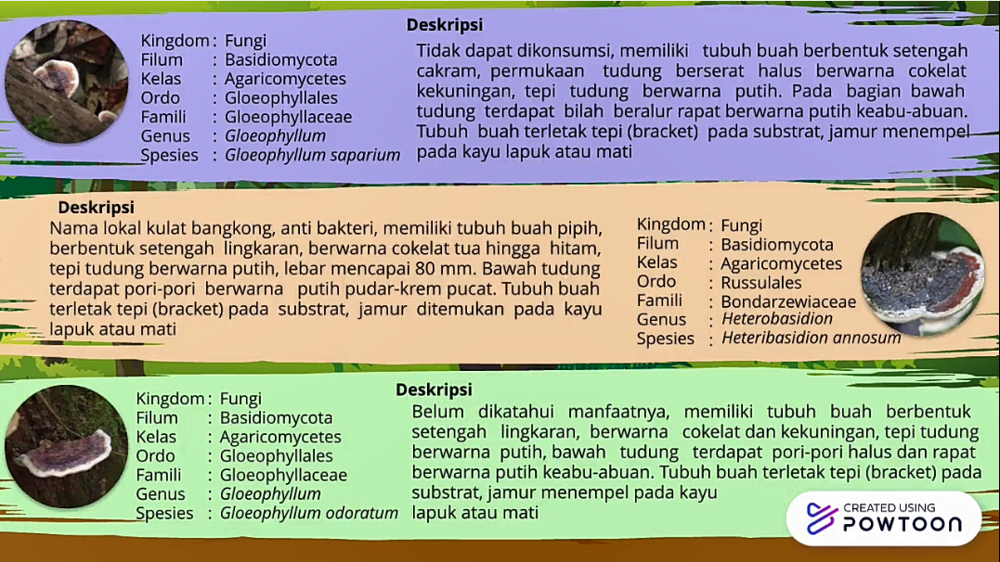 Deskripsi
Kingdom : Fungi
Filum : Basidiomycota
Kelas : Agaricomycetes
Ordo : Gloeophyllales
Famili : Gloeophyllaceae
Genus : Gloeophyllum
Spesies : Gloeophyllum saparium
Tidak dapat dikonsumsi, memiliki tubuh buah berbentuk setengah
cakram, permukaan tudung berserat halus berwarna cokelat
kekuningan, tepi tudung berwarna putih. Pada bagian bawah
tudung terdapat bilah beralur rapat berwarna putih keabu-abuan.
Tubuh buah terletak tepi (bracket) pada substrat, jamur menempel
pada kayu lapuk atau mati
Deskripsi
Nama lokal kulat bangkong, anti bakteri, memiliki tubuh buah pipih,
berbentuk setengah lingkaran, berwarna cokelat tua hingga hitam,
tepi tudung berwarna putih, lebar mencapai 80 mm. Bawah tudung
terdapat pori-pori berwarna putih pudar-krem pucat. Tubuh buah
terletak tepi (bracket) pada substrat, jamur ditemukan pada kayu
lapuk atau mati
Kingdom : Fungi
Filum : Basidiomycota
Kelas : Agaricomycetes
Ordo : Russulales
Famili : Bondarzewiaceae
Genus : Heterobasidion
Spesies : Heteribasidion annosum
Deskripsi
Kingdom : Fungi
Filum : Basidiomycota
Kelas : Agaricomycetes
Ordo : Gloeophyllales
Famili : Gloeophyllaceae
Genus : Gloeophyllum
Spesies : Gloeophyllum odoratum
Belum dikatahui manfaatnya, memiliki tubuh buah berbentuk
setengah lingkaran, berwarna cokelat dan kekuningan, tepi tudung
berwarna putih, bawah tudung terdapat pori-pori halus dan rapat
berwarna putih keabu-abuan. Tubuh buah terletak tepi (bracket) pada
substrat, jamur menempel pada kayu
lapuk atau mati
CREATED USING
POWTOON